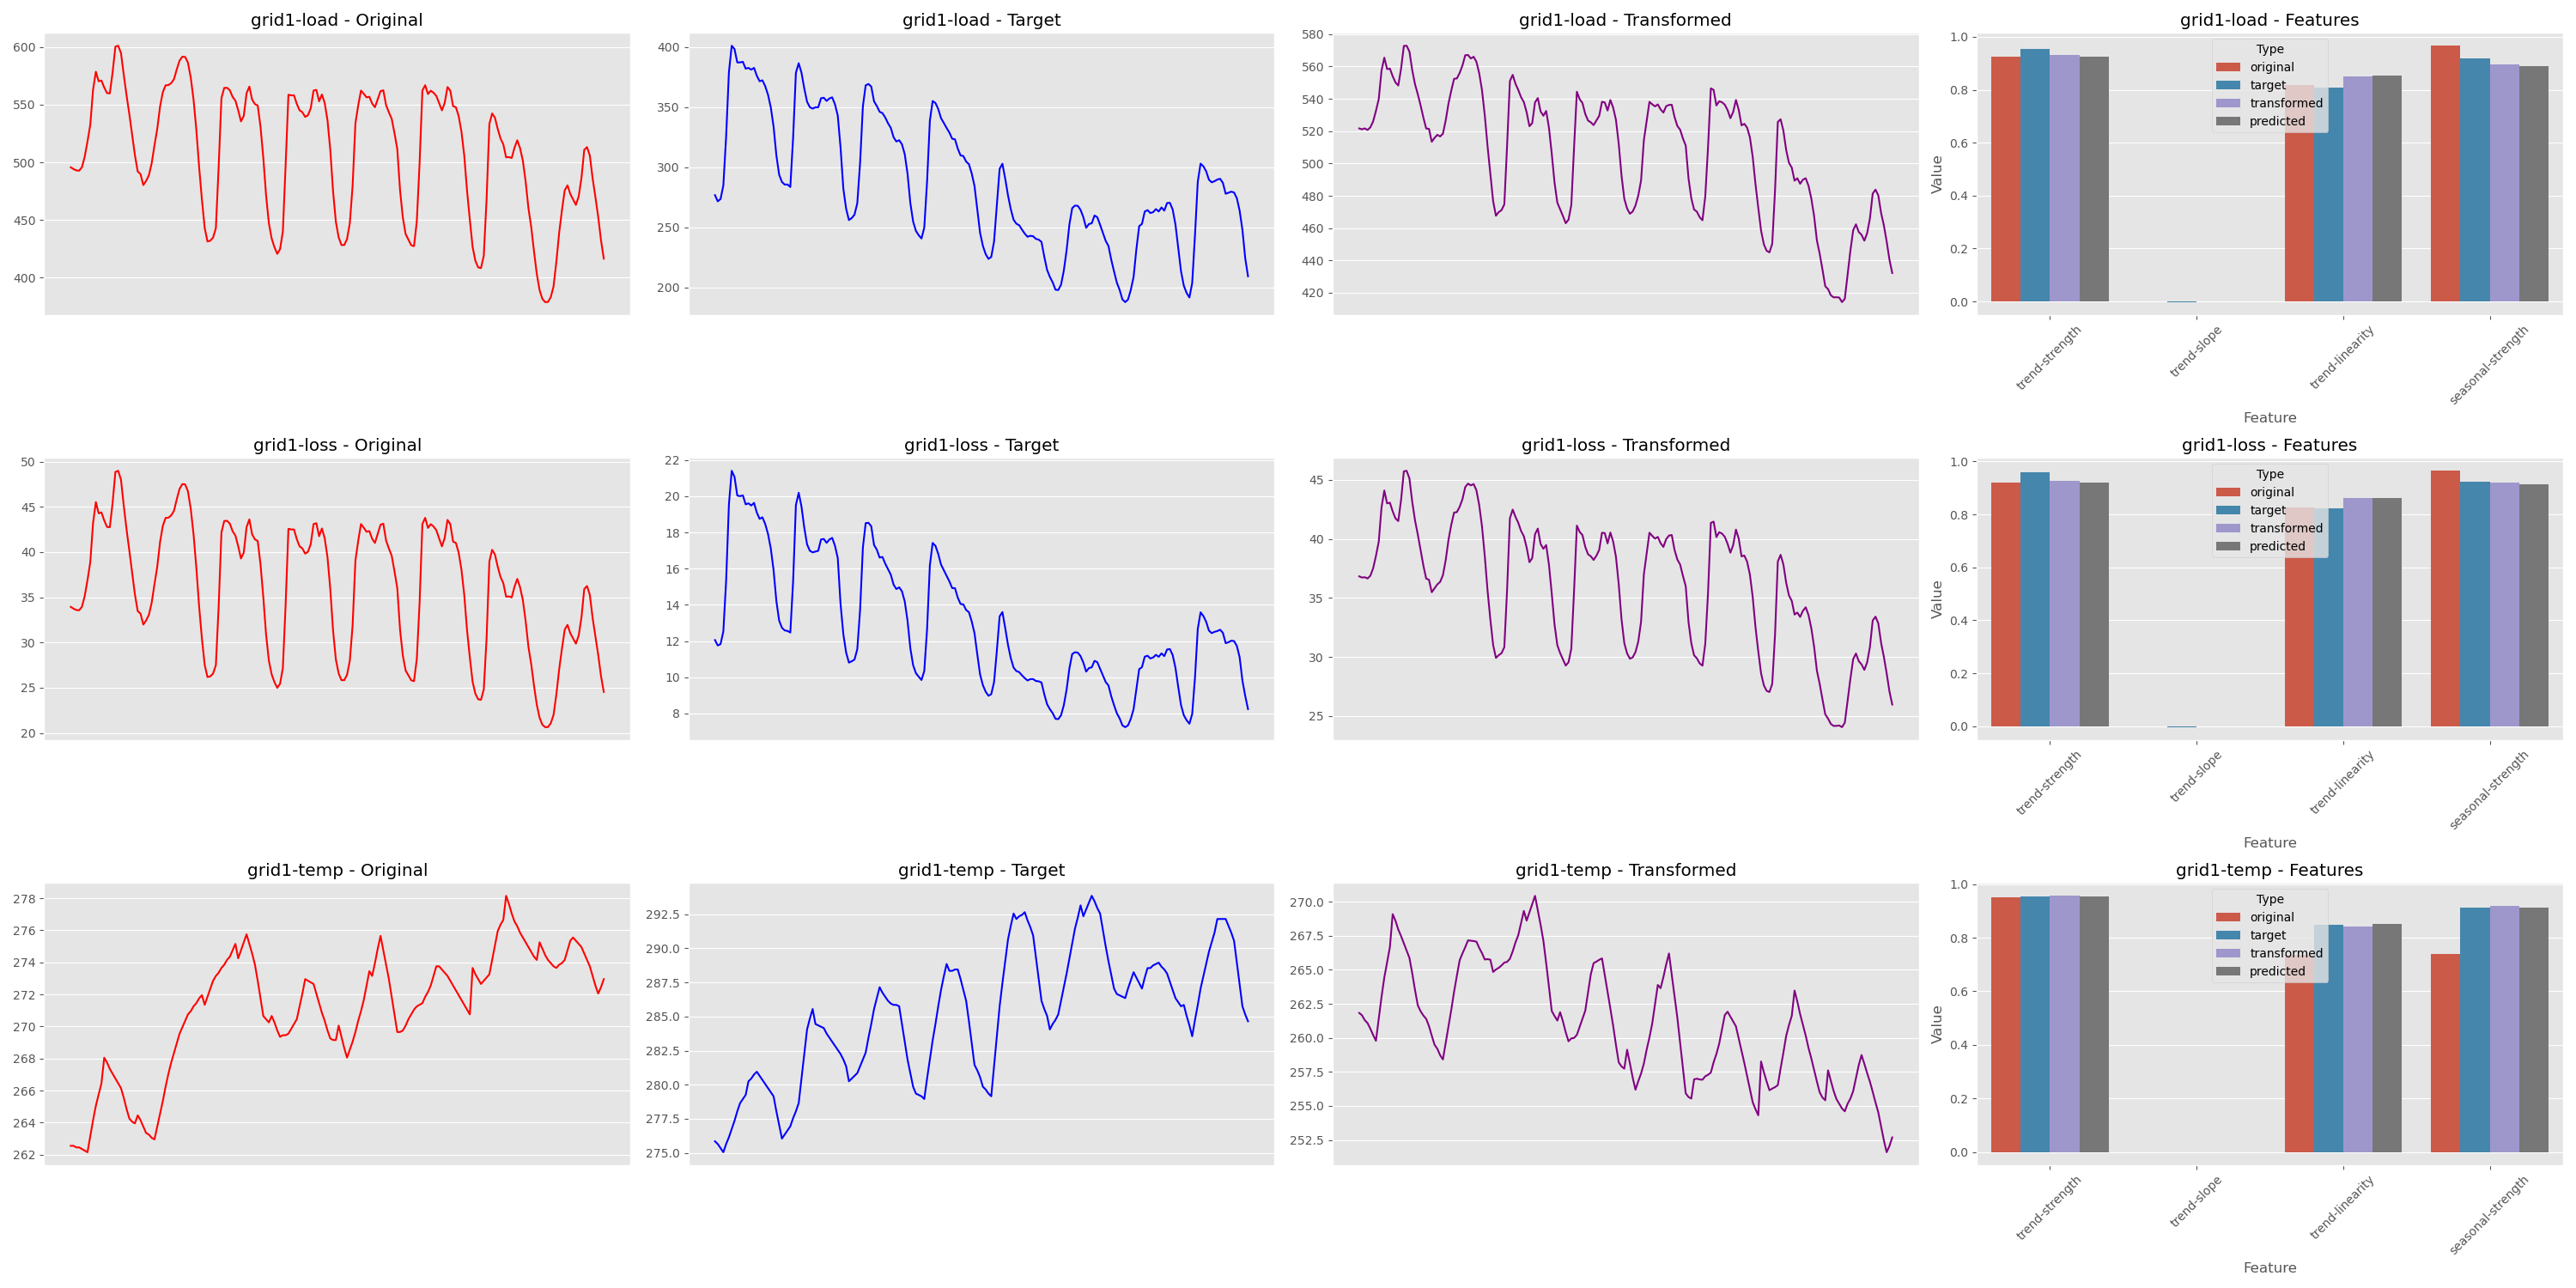 grid1-load - Original
600
550
500
450
400
grid1-load - Target
400
350
300
250
200
grid1-load - Transformed
580
560
540
520
500
480
460
440
420
grid1-load - Features
Value
1.0
0.8
0.6
0.4
0.2
0.0
Type
original
target
transformed
predicted
trend-strength
trend-slope
trend-linearity
seasonal-strength
Feature
grid1-loss - Original
50
45
40
35
30
25
20
grid1-loss - Target
22
20
18
16
14
12
10
8
grid1-loss - Transformed
45
40
35
30
25
grid1-loss - Features
Value
1.0
0.8
0.6
0.4
0.2
0.0
Type
original
target
transformed
predicted
trend-strength
trend-slope
trend-linearity
seasonal-strength
Feature
grid1-temp - Original
278
276
274
272
270
268
266
264
262
grid1-temp - Target
292.5
290.0
287.5
285.0
282.5
280.0
277.5
275.0
grid1-temp - Transformed
270.0
267.5
265.0
262.5
260.0
257.5
255.0
252.5
grid1-temp - Features
Value
1.0
0.8
0.6
0.4
0.2
0.0
Type
original
target
transformed
predicted
trend-strength
trend-slope
trend-linearity
seasonal-strength
Feature